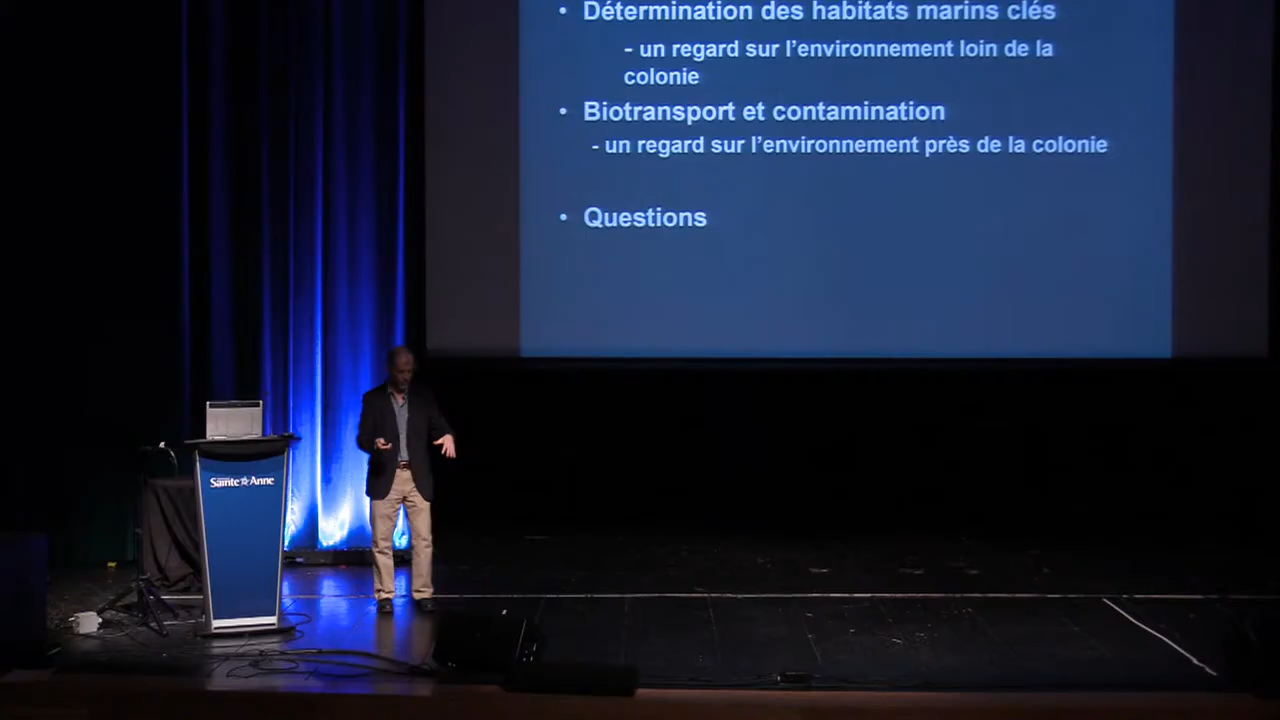 • Détermination des habitats marins clés
- un regard sur l’environnement loin de la
colonie
• Biotransport et contamination
- un regard sur l’environnement près de la colonie
• Questions
Sainte Anne